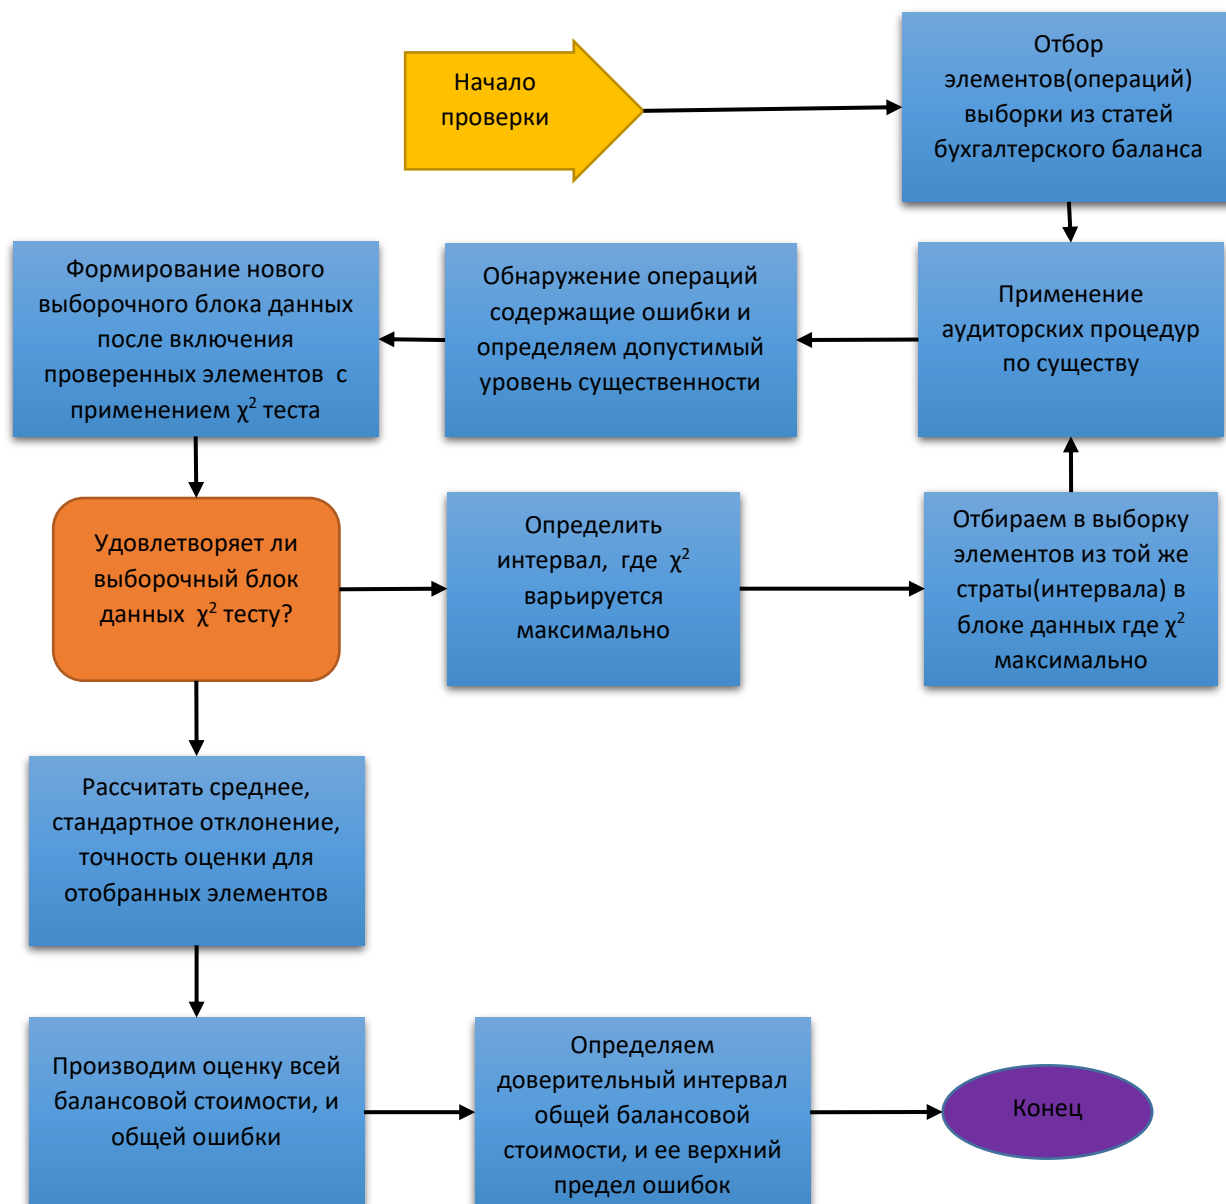 Начало
проверки
Отбор
элементов(операций)
выборки из статей
бухгалтерского баланса
Применение
аудиторских процедур
по существу
Обнаружение операций
содержащие ошибки и
определяем допустимый
уровень существенности
Формирование нового
выборочного блока данных
после включения
проверенных элементов с
применением χ² теста
Удовлетворяет ли
выборочный блок
данных χ² тесту?
Определить
интервал, где χ²
варьируется
максимально
Отбираем в выборку
элементов из той же
страты(интервала) в
блоке данных где χ²
максимально
Рассчитать среднее,
стандартное отклонение,
точность оценки для
отобранных элементов
Производим оценку всей
балансовой стоимости, и
общей ошибки
Определяем
доверительный интервал
общей балансовой
стоимости, и ее верхний
предел ошибок
Конец